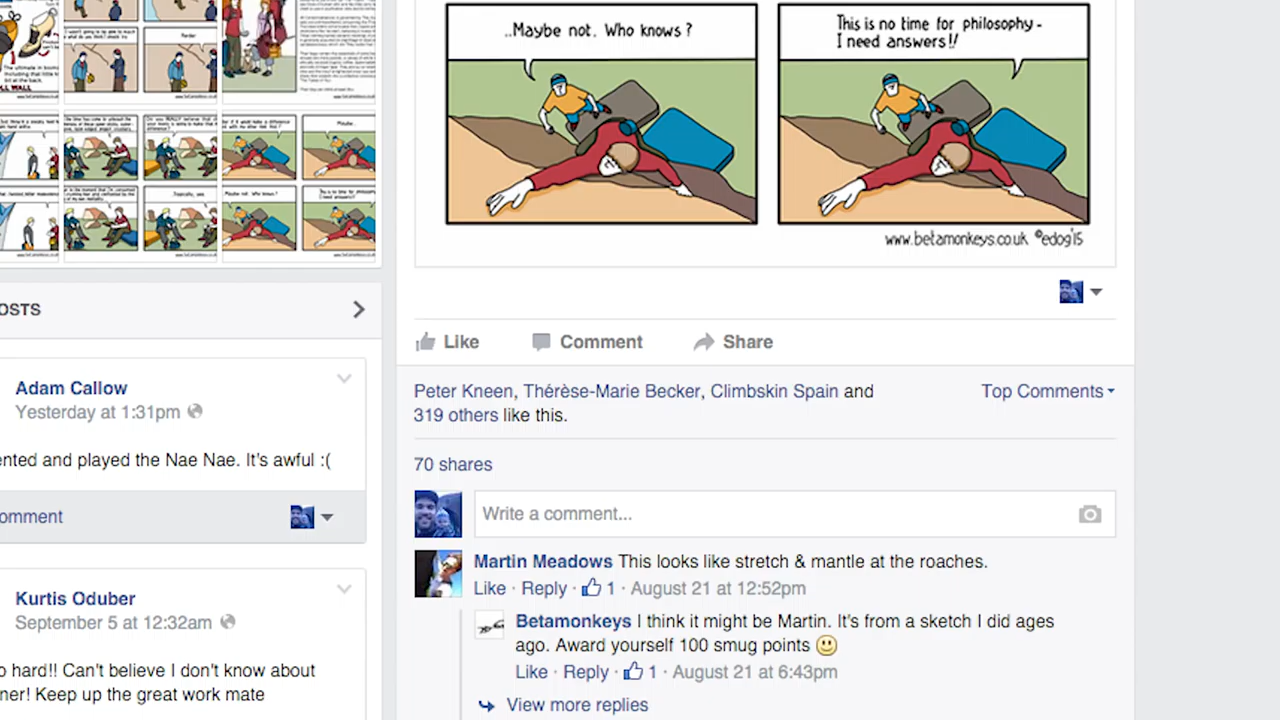 ..Maybe not. Who knows?
This is no time for philosophy-
I need answers!!
www.betamonkeys.co.uk ©edog'15
OSTS
Adam Callow
Yesterday at 1:31pm
ented and played the Nae Nae. It's awful :(
omment
Kurtis Oduber
September 5 at 12:32am
o hard!! Can't believe I don't know about
ner! Keep up the great work mate
Like Comment Share
Peter Kneen, Thérèse-Marie Becker, Climbskin Spain and
319 others like this.
Top Comments
70 shares
Write a comment...
Martin Meadows This looks like stretch & mantle at the roaches.
Like · Reply · 1 · August 21 at 12:52pm
Betamonkeys I think it might be Martin. It's from a sketch I did ages
ago. Award yourself 100 smug points
Like · Reply · 1 · August 21 at 6:43pm
View more replies